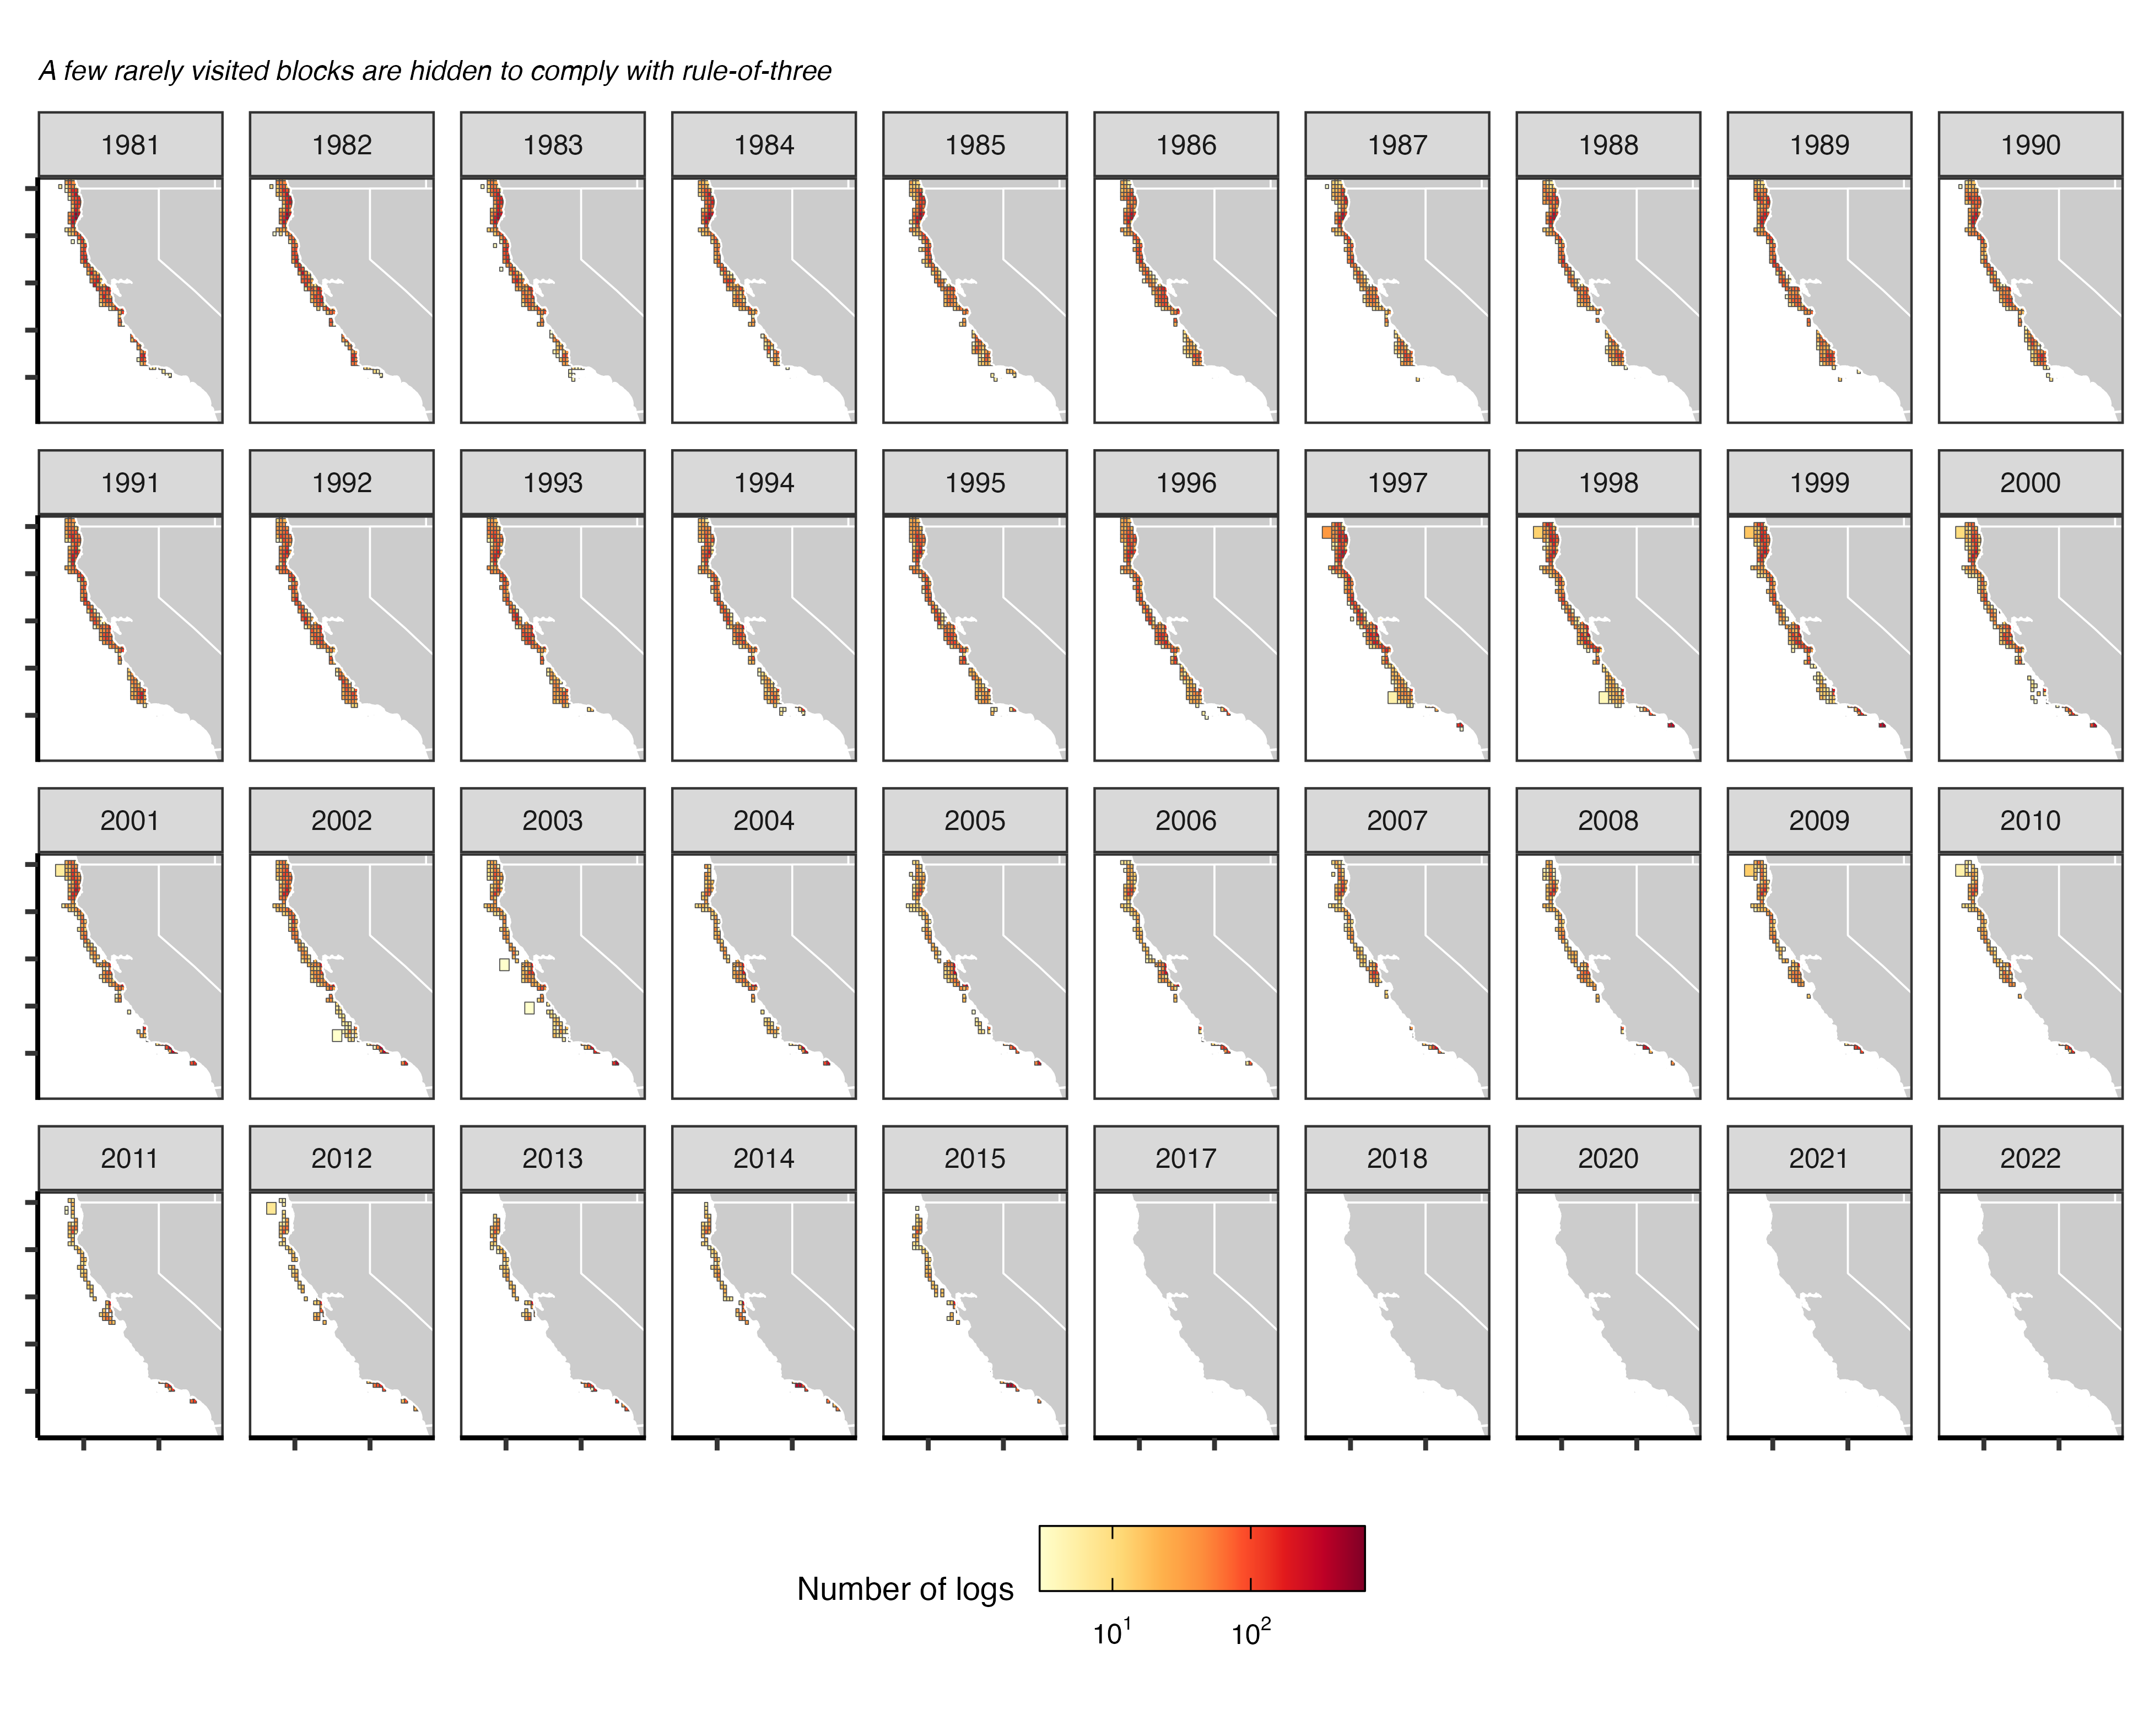 A few rarely visited blocks are hidden to comply with rule-of-three
1981 1982 1983 1984 1985 1986 1987 1988 1989 1990
1991 1992 1993 1994 1995 1996 1997 1998 1999 2000
2001 2002 2003 2004 2005 2006 2007 2008 2009 2010
2011 2012 2013 2014 2015 2017 2018 2020 2021 2022
Number of logs
10¹ 10²